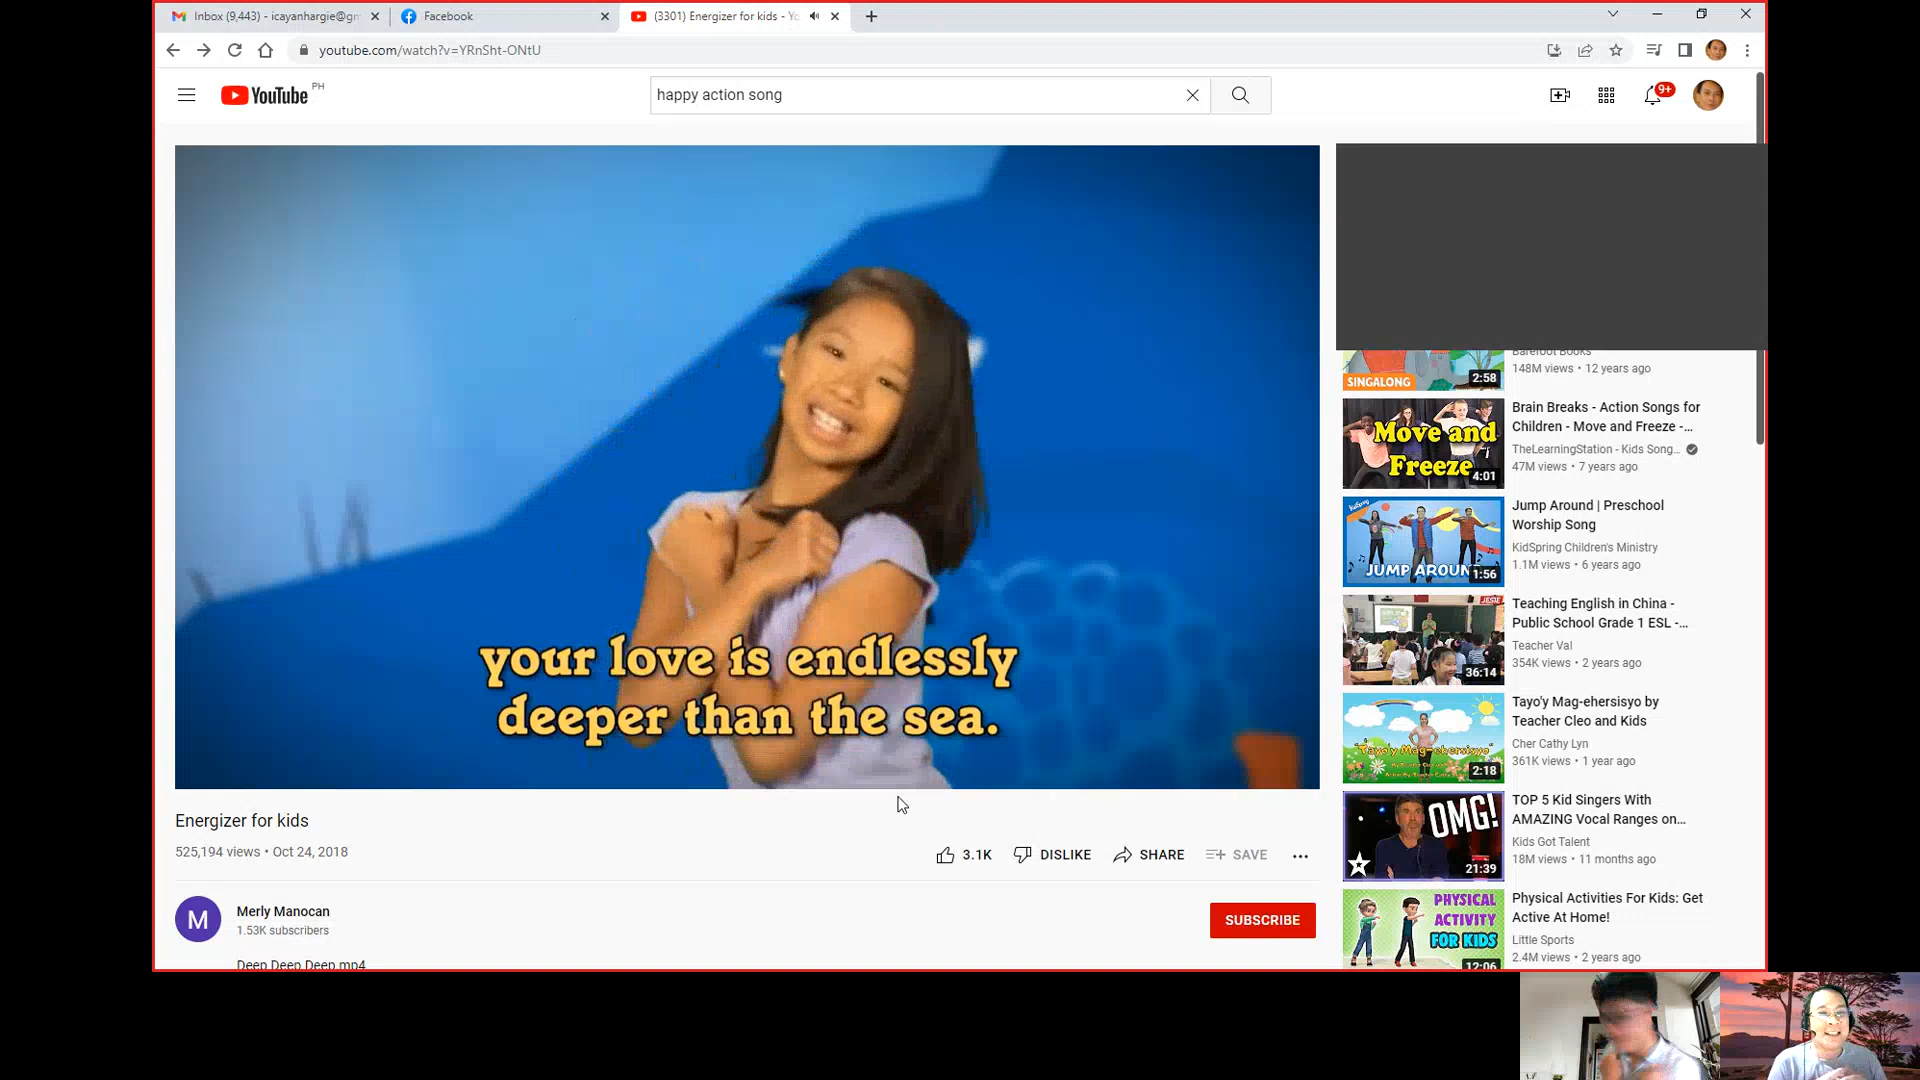 Inbox (9,443) - icayanhargie@gm
Facebook
(3301) Energizer for kids - Yo
youtube.com/watch?v=YRnSht-ONtU
YouTube PH
happy action song
9+
your love is endlessly
deeper than the sea.
Energizer for kids
525,194 views • Oct 24, 2018
3.1K
DISLIKE
SHARE
SAVE
M
Merly Manocan
1.53K subscribers
SUBSCRIBE
Deep Deep Deep mp4
SINGALONG
2:58
Barefoot Books
148M views • 12 years ago
Move and
Freeze
4:01
Brain Breaks - Action Songs for
Children - Move and Freeze -...
TheLearningStation - Kids Song...
47M views • 7 years ago
JUMP AROUN
1:56
Jump Around | Preschool
Worship Song
KidSpring Children's Ministry
1.1M views • 6 years ago
36:14
Teaching English in China -
Public School Grade 1 ESL -...
Teacher Val
354K views • 2 years ago
"Tayo'y Mag-ehersisyo"
2:18
Tayo'y Mag-ehersisyo by
Teacher Cleo and Kids
Cher Cathy Lyn
361K views • 1 year ago
OMG!
21:39
TOP 5 Kid Singers With
AMAZING Vocal Ranges on...
Kids Got Talent
18M views • 11 months ago
PHYSICAL
ACTIVITY
FOR KIDS
12:06
Physical Activities For Kids: Get
Active At Home!
Little Sports
2.4M views • 2 years ago